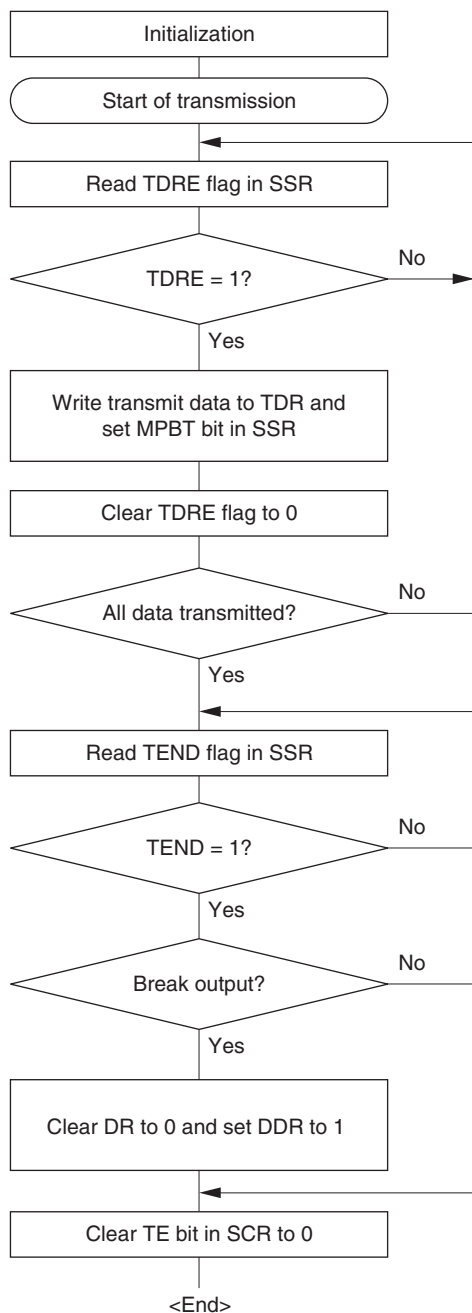 Initialization
Start of transmission
Read TDRE flag in SSR
TDRE = 1?
No
Yes
Write transmit data to TDR and
set MPBT bit in SSR
Clear TDRE flag to 0
All data transmitted?
No
Yes
Read TEND flag in SSR
TEND = 1?
No
Yes
Break output?
No
Yes
Clear DR to 0 and set DDR to 1
Clear TE bit in SCR to 0
<End>